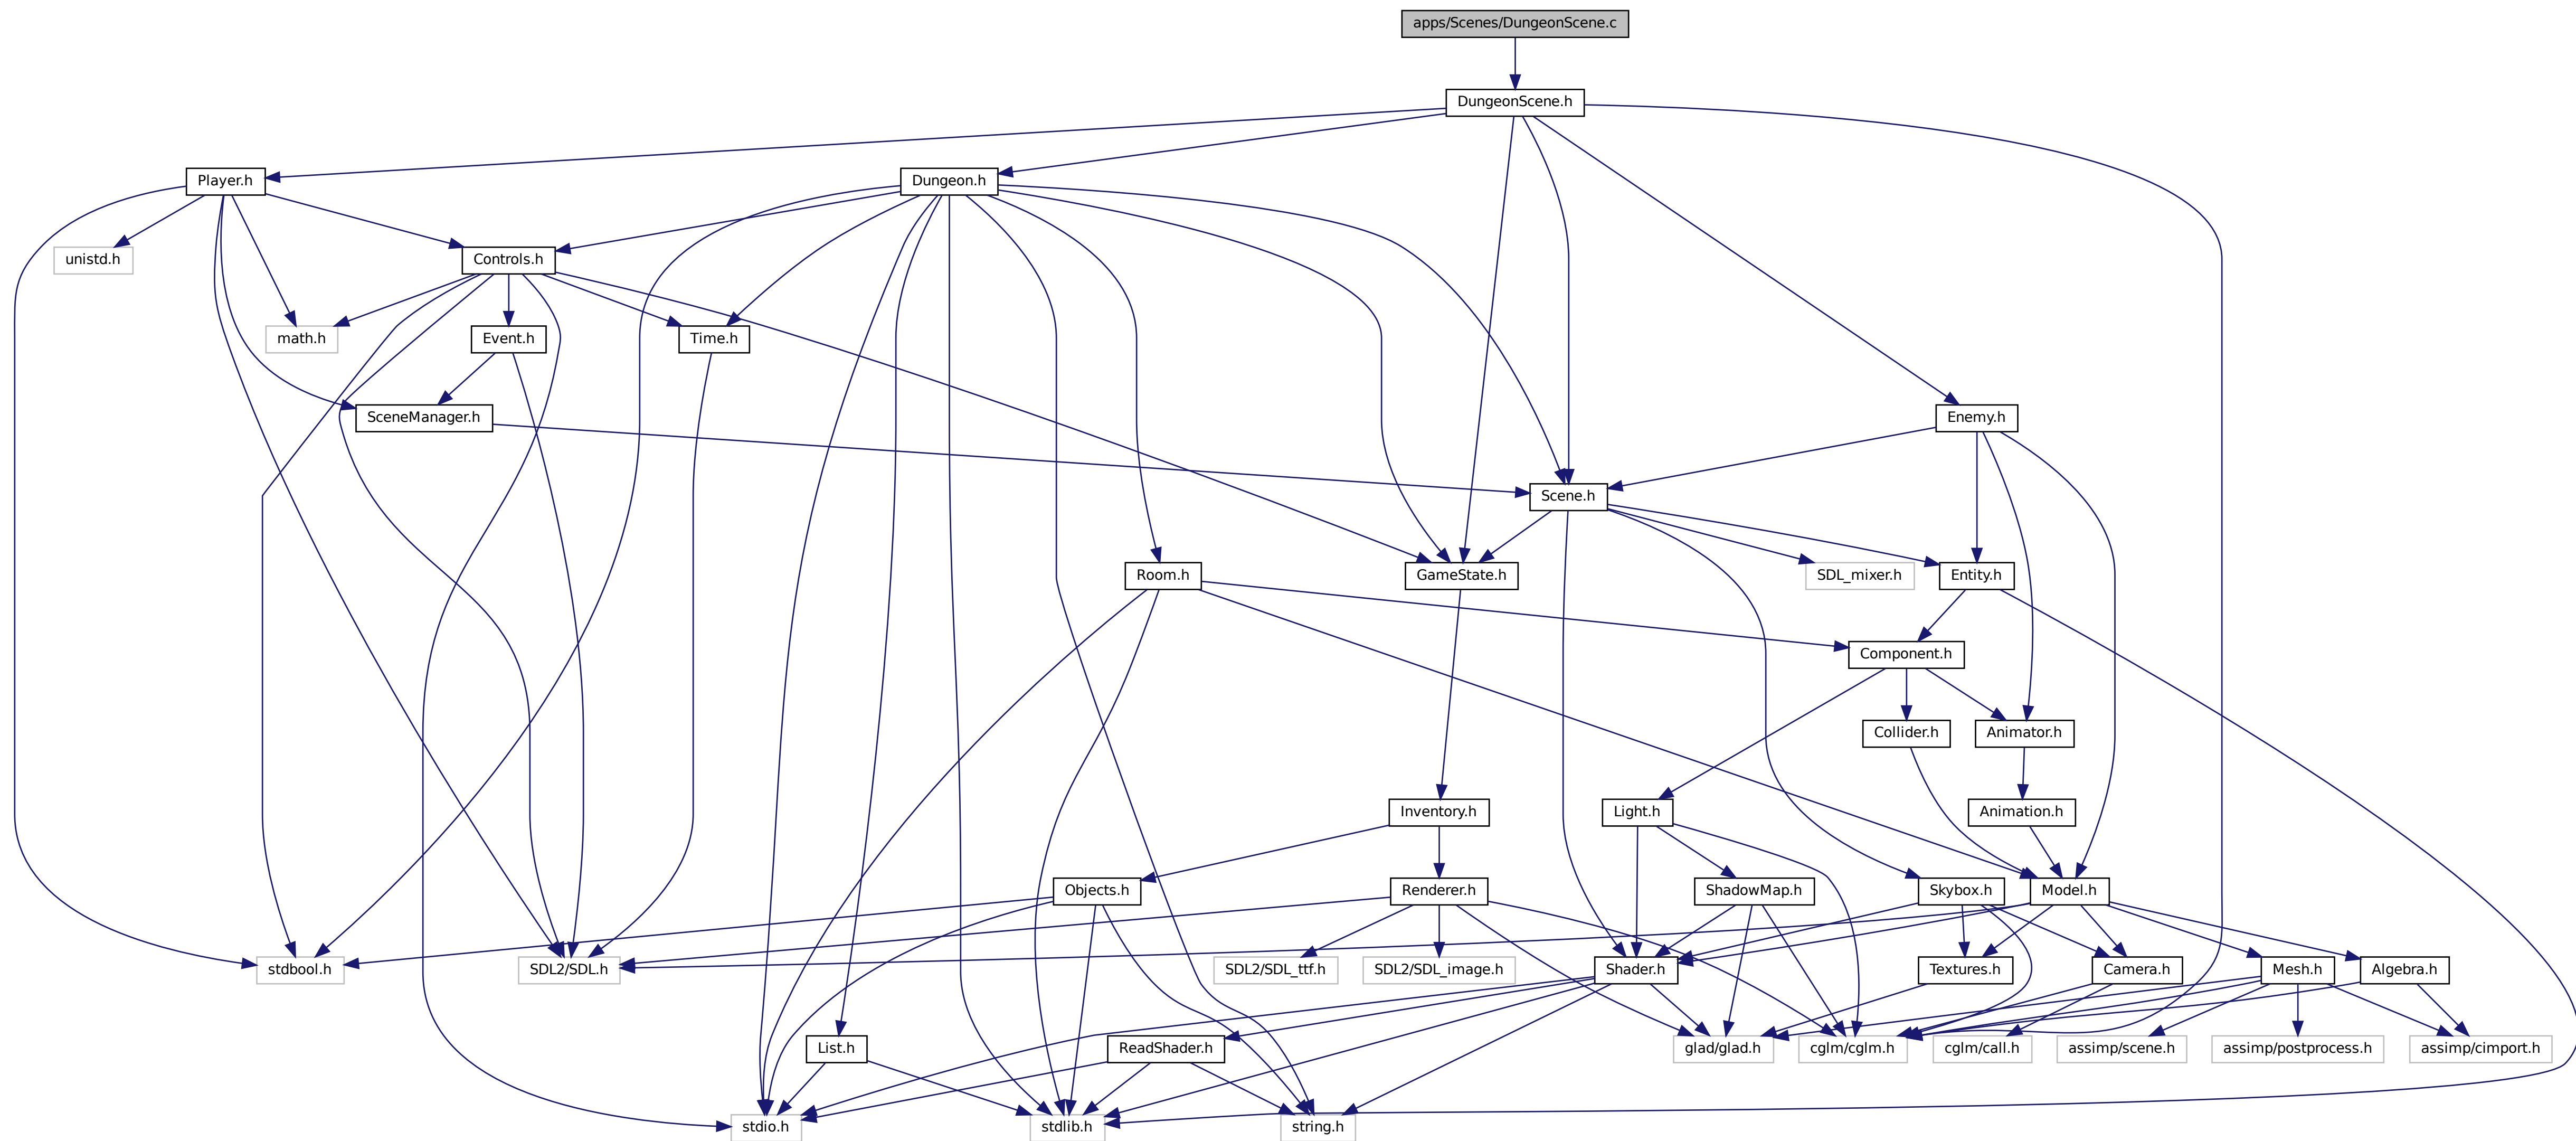 apps/Scenes/DungeonScene.c
DungeonScene.h
Player.h
Dungeon.h
unistd.h
Controls.h
math.h
Event.h
Time.h
SceneManager.h
Enemy.h
Scene.h
Room.h
GameState.h
SDL_mixer.h
Entity.h
Component.h
Collider.h
Animator.h
Inventory.h
Light.h
Animation.h
Objects.h
Renderer.h
ShadowMap.h
Skybox.h
Model.h
stdbool.h
SDL2/SDL.h
SDL2/SDL_ttf.h
SDL2/SDL_image.h
Shader.h
Textures.h
Camera.h
Mesh.h
Algebra.h
List.h
ReadShader.h
glad/glad.h
cglm/cglm.h
cglm/call.h
assimp/scene.h
assimp/postprocess.h
assimp/cimport.h
stdio.h
stdlib.h
string.h